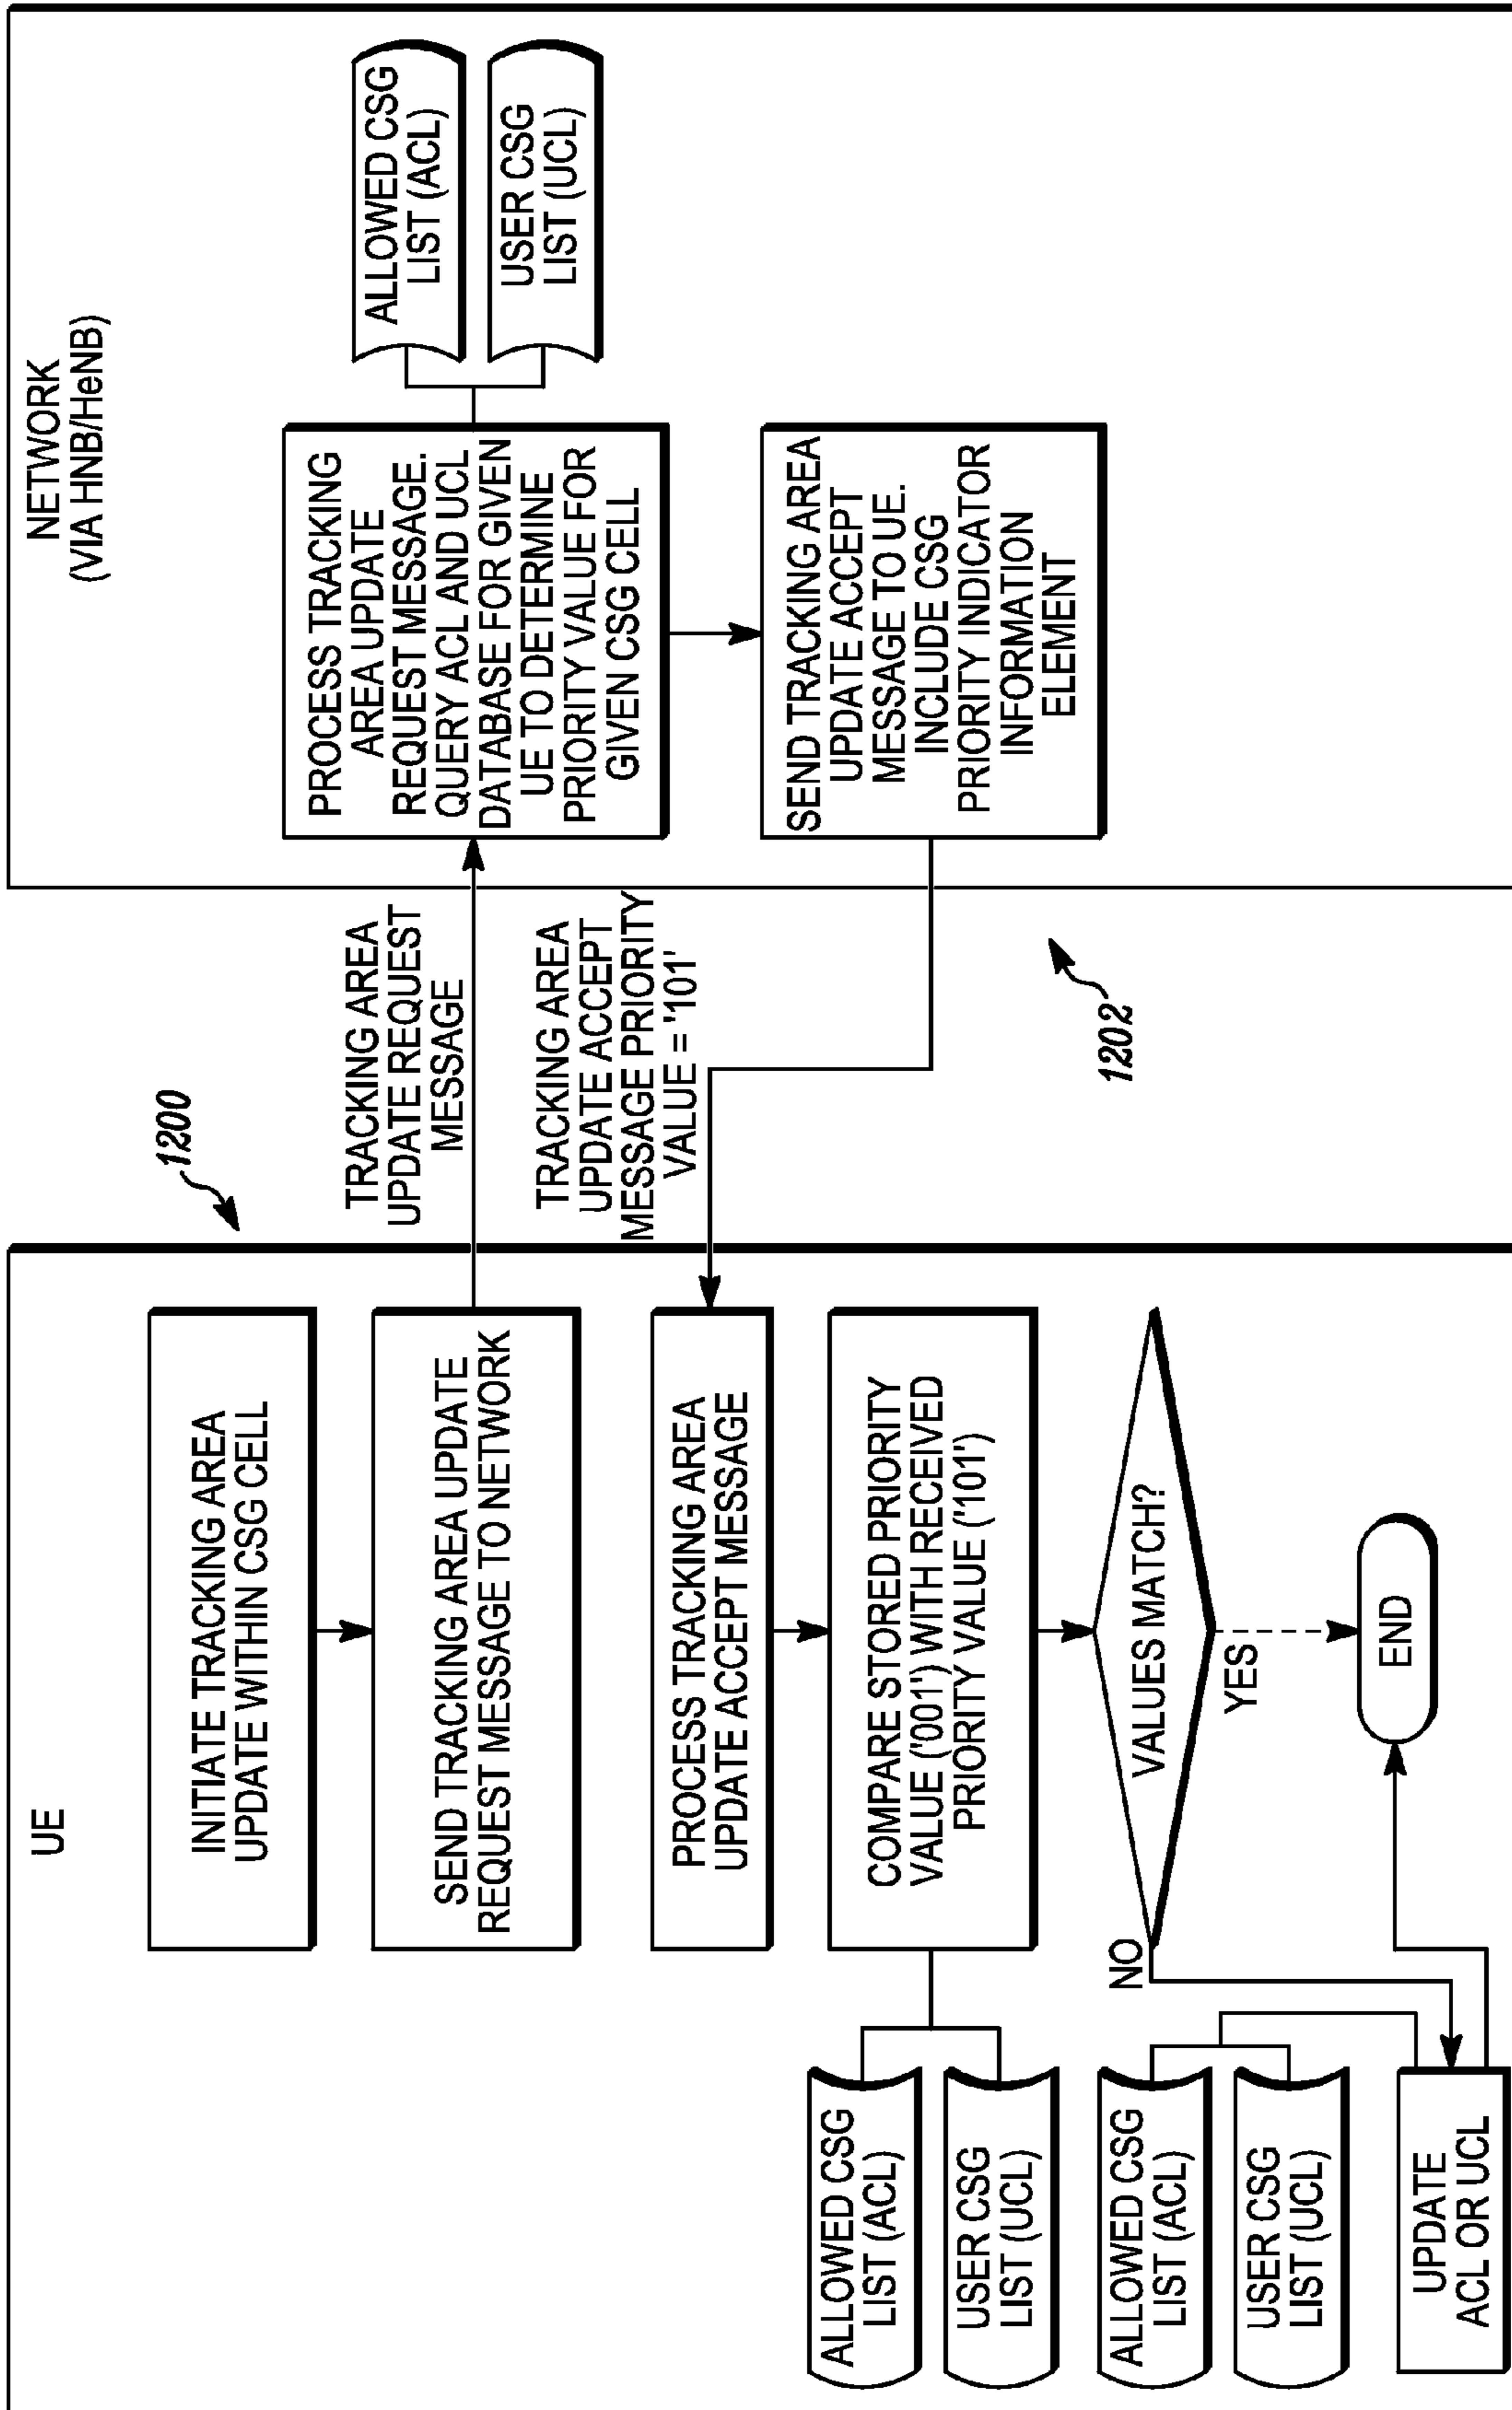 UE
1200
INITIATE TRACKING AREA
UPDATE WITHIN CSG CELL
SEND TRACKING AREA UPDATE
REQUEST MESSAGE TO NETWORK
TRACKING AREA
UPDATE REQUEST
MESSAGE
NETWORK
(VIA HNB/HeNB)
PROCESS TRACKING
AREA UPDATE
REQUEST MESSAGE.
QUERY ACL AND UCL
DATABASE FOR GIVEN
UE TO DETERMINE
PRIORITY VALUE FOR
GIVEN CSG CELL
ALLOWED CSG
LIST (ACL)
USER CSG
LIST (UCL)
SEND TRACKING AREA
UPDATE ACCEPT
MESSAGE TO UE.
INCLUDE CSG
PRIORITY INDICATOR
INFORMATION
ELEMENT
TRACKING AREA
UPDATE ACCEPT
MESSAGE PRIORITY
VALUE = '101'
1202
PROCESS TRACKING AREA
UPDATE ACCEPT MESSAGE
COMPARE STORED PRIORITY
VALUE ('001') WITH RECEIVED
PRIORITY VALUE ('101')
ALLOWED CSG
LIST (ACL)
USER CSG
LIST (UCL)
VALUES MATCH?
NO
YES
ALLOWED CSG
LIST (ACL)
USER CSG
LIST (UCL)
UPDATE
ACL OR UCL
END